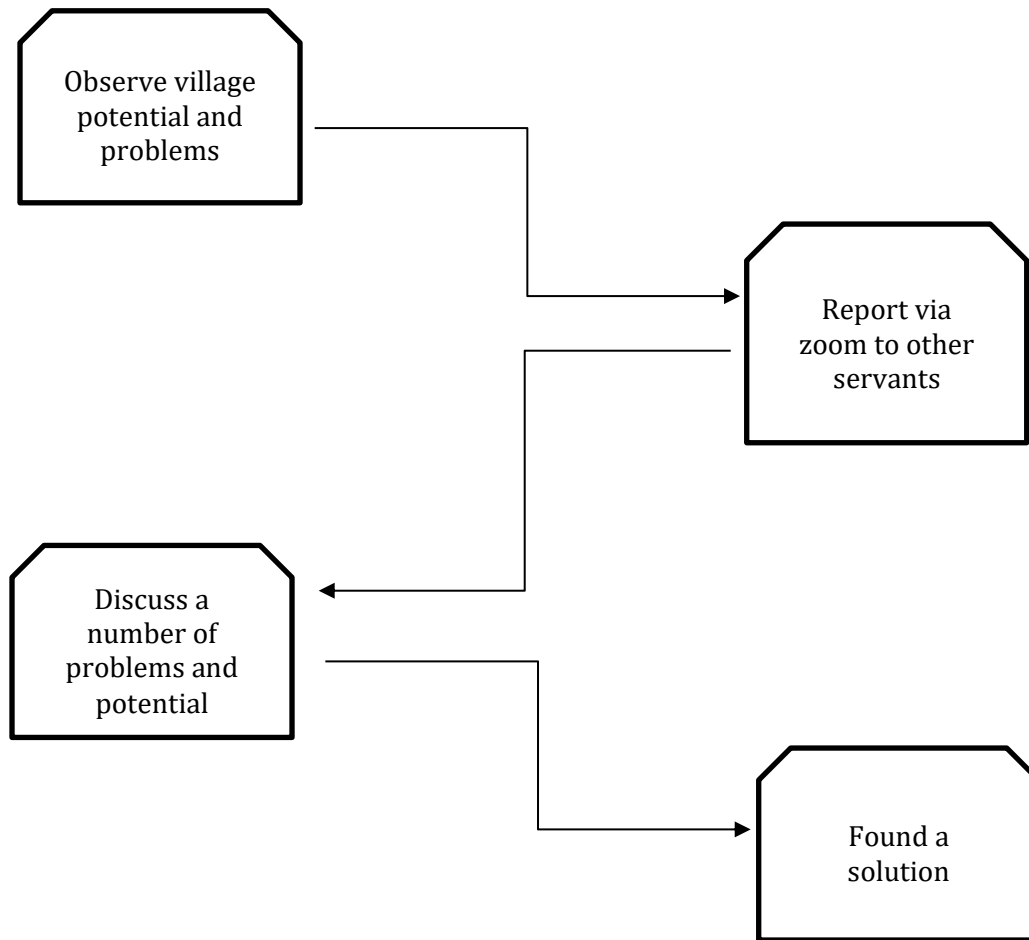 Observe village
potential and
problems
Report via
zoom to other
servants
Discuss a
number of
problems and
potential
Found a
solution